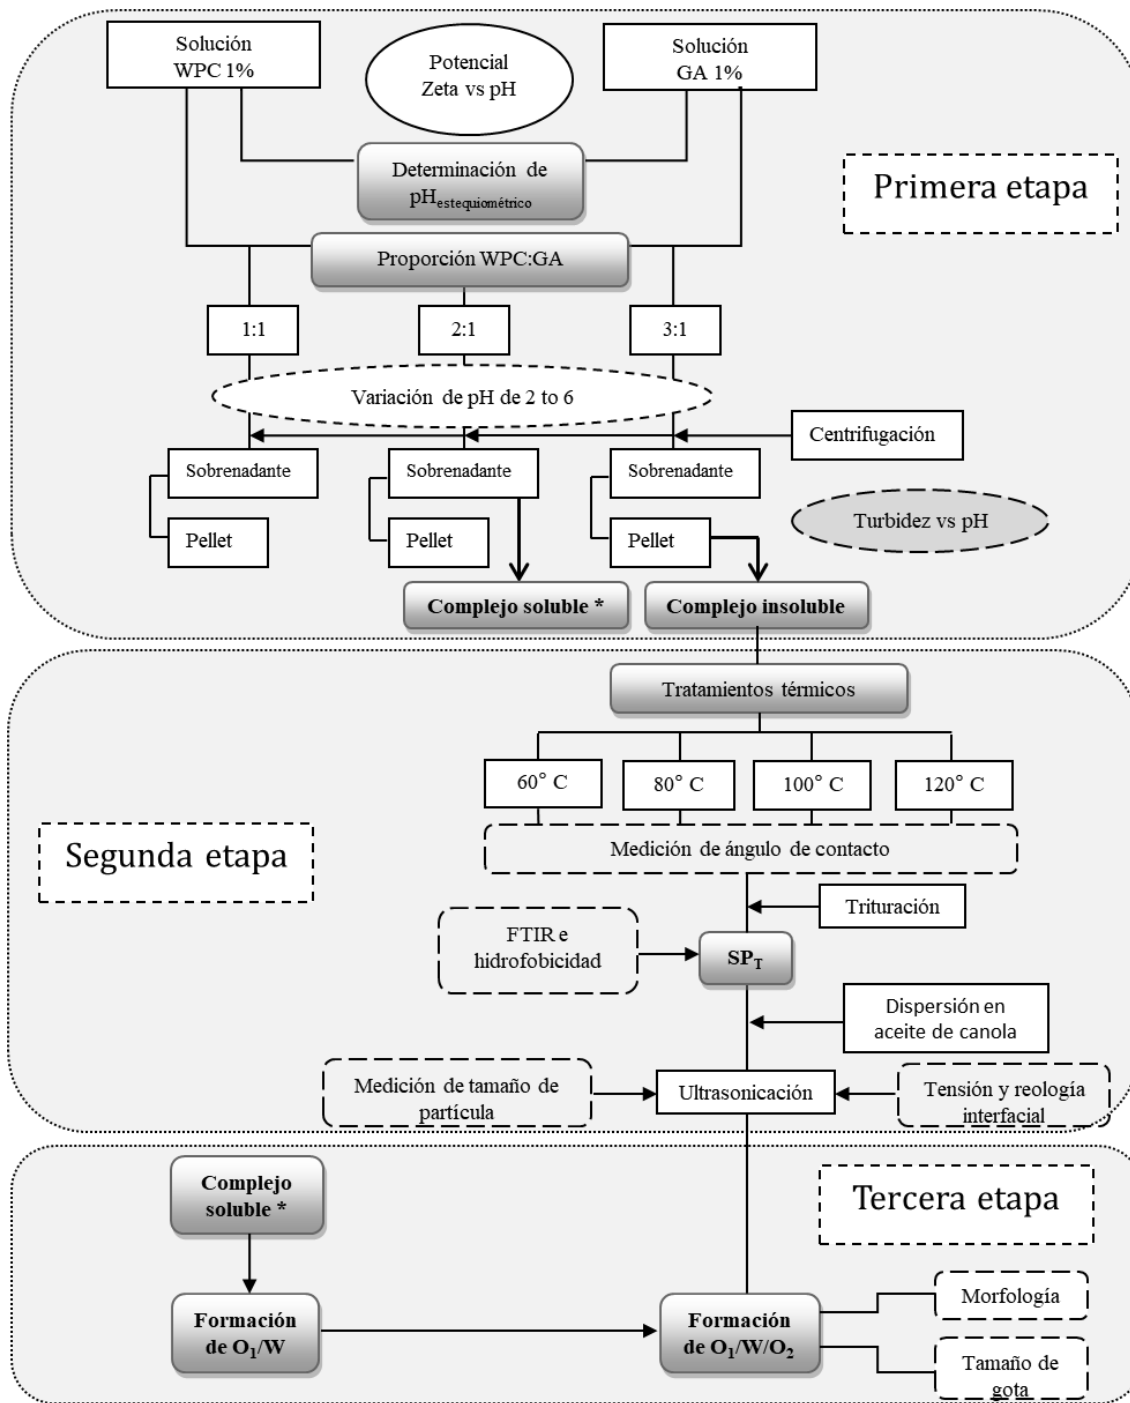 Solución
WPC 1%
Potencial
Zeta vs pH
Solución
GA 1%
Determinación de
pHestequiométrico
Primera etapa
Proporción WPC:GA
1:1
2:1
3:1
Variación de pH de 2 to 6
Centrifugación
Sobrenadante
Sobrenadante
Sobrenadante
Turbidez vs pH
Pellet
Pellet
Pellet
Complejo soluble *
Complejo insoluble
Tratamientos térmicos
60° C
80° C
100° C
120° C
Segunda etapa
Medición de ángulo de contacto
Trituración
FTIR e
hidrofobicidad
SPT
Dispersión en
aceite de canola
Medición de tamaño de
partícula
Ultrasonicación
Tensión y reología
interfacial
Complejo
soluble *
Tercera etapa
Formación
de O1/W
Formación
de O1/W/O2
Morfología
Tamaño de
gota